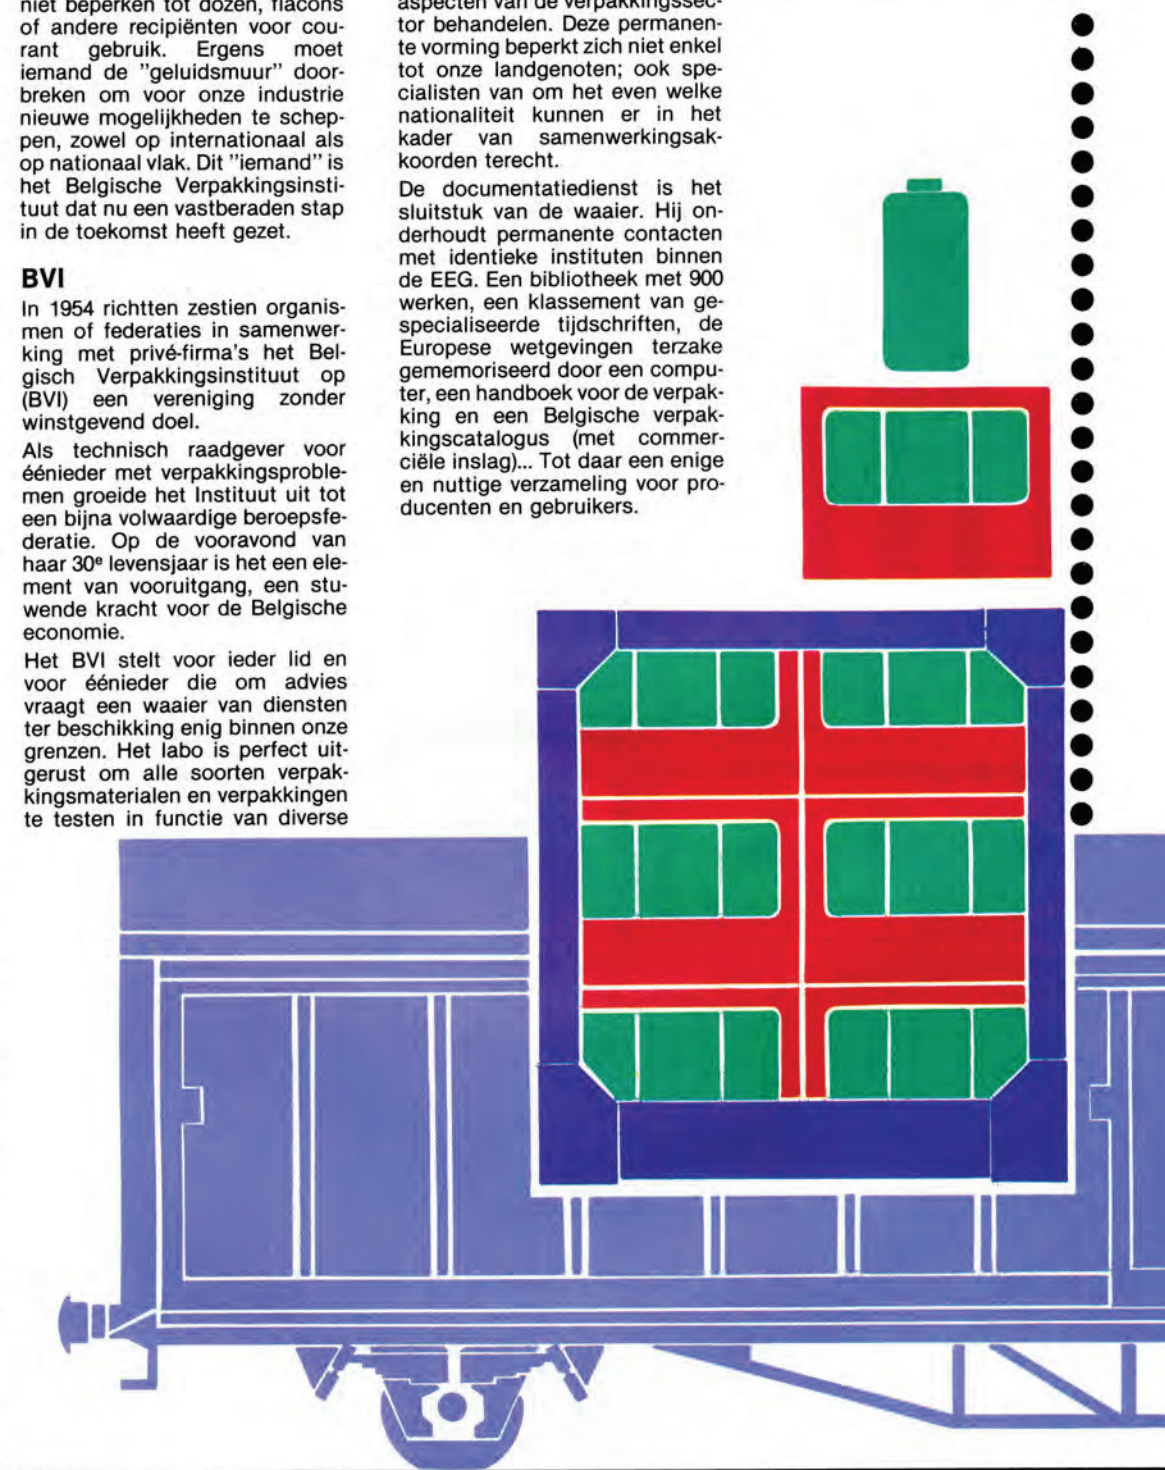 niet beperken tot dozen, flacons
of andere recipiënten voor cou-
rant gebruik. Ergens moet
iemand de "geluidsmuur" door-
breken om voor onze industrie
nieuwe mogelijkheden te schep-
pen, zowel op internationaal als
op nationaal vlak. Dit "iemand" is
het Belgische Verpakkingsinsti-
tuut dat nu een vastberaden stap
in de toekomst heeft gezet.
BVI
In 1954 richtten zestien organis-
men of federaties in samenwer-
king met privé-firma's het Bel-
gisch Verpakkingsinstituut op
(BVI) een vereniging zonder
winstgevend doel.
Als technisch raadgever voor
éénieder met verpakkingsproble-
men groeide het Instituut uit tot
een bijna volwaardige beroepsfe-
deratie. Op de vooravond van
haar 30e levensjaar is het een ele-
ment van vooruitgang, een stu-
wende kracht voor de Belgische
economie.
Het BVI stelt voor ieder lid en
voor éénieder die om advies
vraagt een waaier van diensten
ter beschikking enig binnen onze
grenzen. Het labo is perfect uit-
gerust om alle soorten verpak-
kingsmaterialen en verpakkingen
te testen in functie van diverse
aspecten van de verpakkingssec-
tor behandelen. Deze permanen-
te vorming beperkt zich niet enkel
tot onze landgenoten; ook spe-
cialisten van om het even welke
nationaliteit kunnen er in het
kader van samenwerkingsak-
koorden terecht.
De documentatiedienst is het
sluitstuk van de waaier. Hij on-
derhoudt permanente contacten
met identieke instituten binnen
de EEG. Een bibliotheek met 900
werken, een klassement van ge-
specialiseerde tijdschriften, de
Europese wetgevingen terzake
gememoriseerd door een compu-
ter, een handboek voor de verpak-
king en een Belgische verpak-
kingscatalogus (met commer-
ciële inslag)... Tot daar een enige
en nuttige verzameling voor pro-
ducenten en gebruikers.